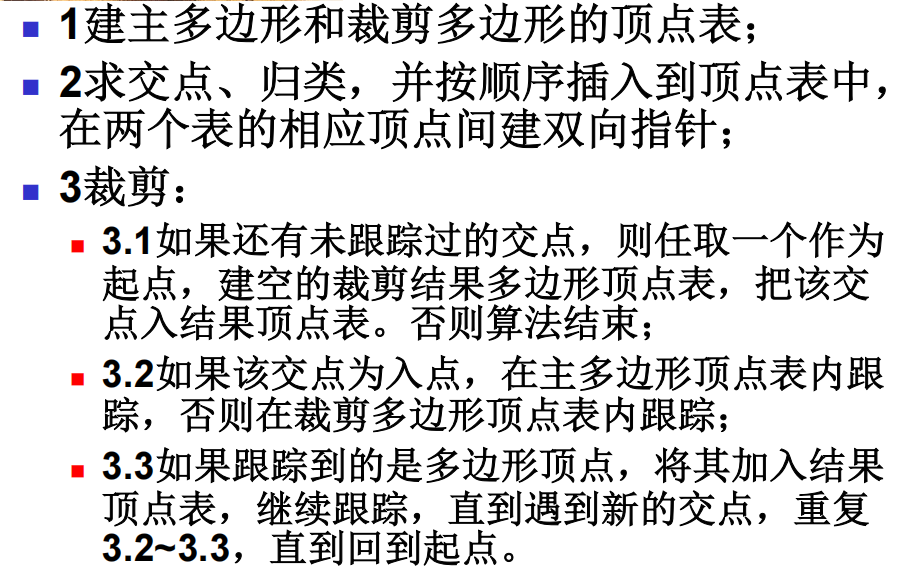 1建主多边形和裁剪多边形的顶点表；
2求交点、归类，并按顺序插入到顶点表中，
在两个表的相应顶点间建双向指针；
3裁剪：
3.1如果还有未跟踪过的交点，则任取一个作为
起点，建空的裁剪结果多边形顶点表，把该交
点入结果顶点表。否则算法结束；
3.2如果该交点为入点，在主多边形顶点表内跟
踪，否则在裁剪多边形顶点表内跟踪；
3.3如果跟踪到的是多边形顶点，将其加入结果
顶点表，继续跟踪，直到遇到新的交点，重复
3.2~3.3，直到回到起点。